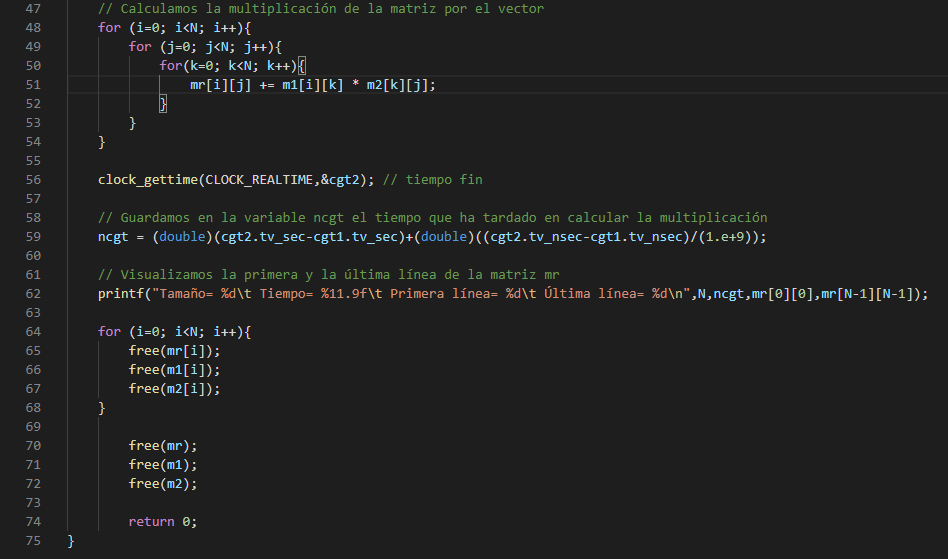 47 // Calculamos la multiplicación de la matriz por el vector
48 for (i=0; i<N; i++){
49 for (j=0; j<N; j++){
50 for(k=0; k<N; k++){
51 mr[i][j] += m1[i][k] * m2[k][j];
52 }
53 }
54 }
55
56 clock_gettime(CLOCK_REALTIME,&cgt2); // tiempo fin
57
58 // Guardamos en la variable ncgt el tiempo que ha tardado en calcular la multiplicación
59 ncgt = (double)(cgt2.tv_sec-cgt1.tv_sec)+(double)((cgt2.tv_nsec-cgt1.tv_nsec)/(1.e+9));
60
61 // Visualizamos la primera y la última línea de la matriz mr
62 printf("Tamaño= %d\t Tiempo= %11.9f\t Primera línea= %d\t Última línea= %d\n",N,ncgt,mr[0][0],mr[N-1][N-1]);
63
64 for (i=0; i<N; i++){
65 free(mr[i]);
66 free(m1[i]);
67 free(m2[i]);
68 }
69
70 free(mr);
71 free(m1);
72 free(m2);
73
74 return 0;
75 }